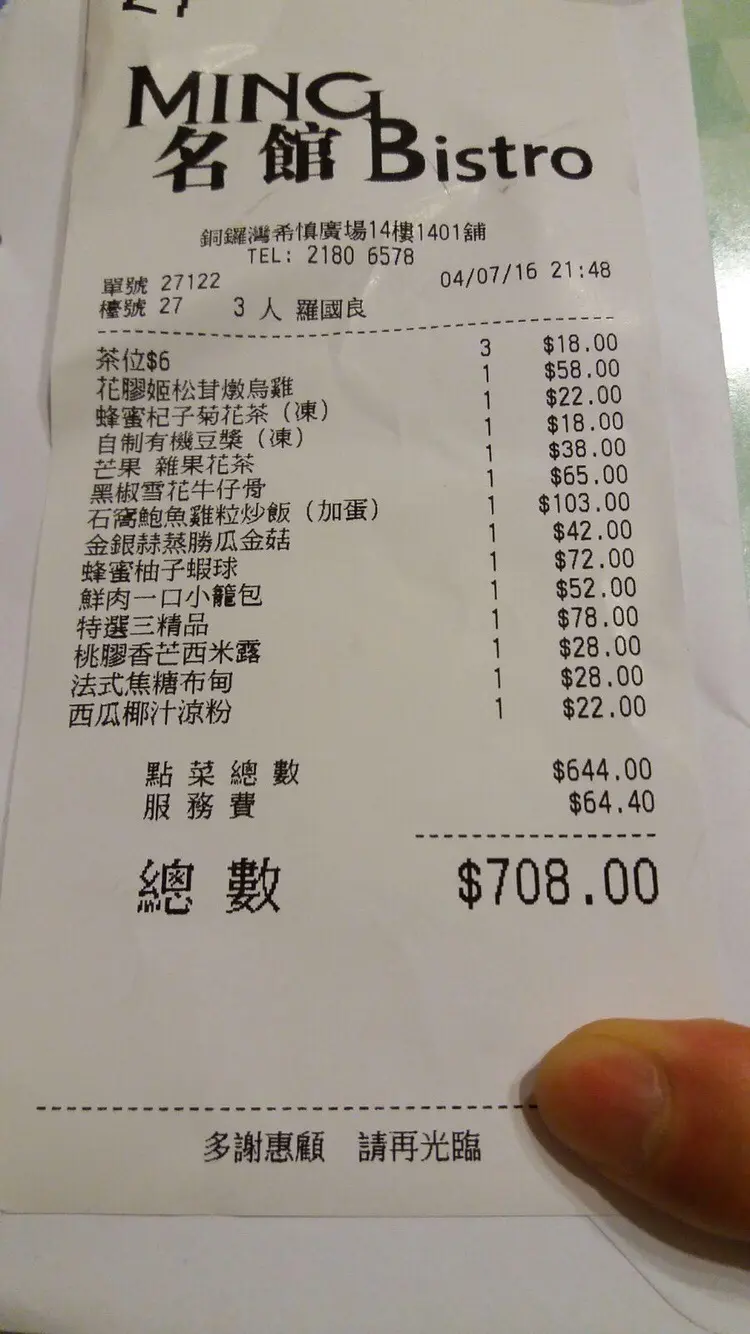 MING
名館 Bistro
銅鑼灣希慎廣場14樓1401舖
TEL: 2180 6578
單號 27122 04/07/16 21:48
檯號 27 3 人 羅國良
茶位$6 3 $18.00
花膠姬松茸燉烏雞 1 $58.00
蜂蜜杞子菊花茶（凍） 1 $22.00
自制有機豆漿（凍） 1 $18.00
芒果 雜果花茶 1 $38.00
黑椒雪花牛仔骨 1 $65.00
石窩鮑魚雞粒炒飯（加蛋） 1 $103.00
金銀蒜蒸勝瓜金菇 1 $42.00
蜂蜜柚子蝦球 1 $72.00
鮮肉一口小籠包 1 $52.00
特選三精品 1 $78.00
桃膠香芒西米露 1 $28.00
法式焦糖布甸 1 $28.00
西瓜椰汁涼粉 1 $22.00
點菜總數 $644.00
服務費 $64.40
總數 $708.00
多謝惠顧 請再光臨